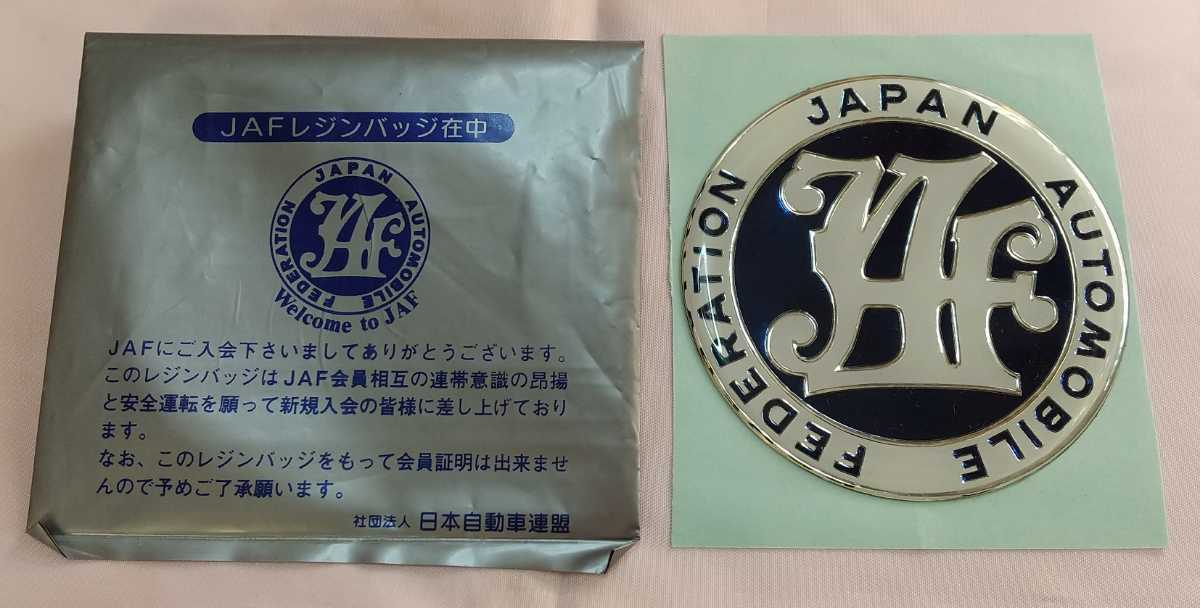 JAFレジンバッジ在中
JAPAN AUTOMOBILE FEDERATION
JAF
Welcome to JAF
JAFにご入会下さいましてありがとうございます。
このレジンバッジはJAF会員相互の連帯意識の昂揚
と安全運転を願って新規入会の皆様に差し上げており
ます。
なお、このレジンバッジをもって会員証明は出来ませ
んので予めご了承願います。
社団法人 日本自動車連盟
JAPAN AUTOMOBILE FEDERATION
JAF